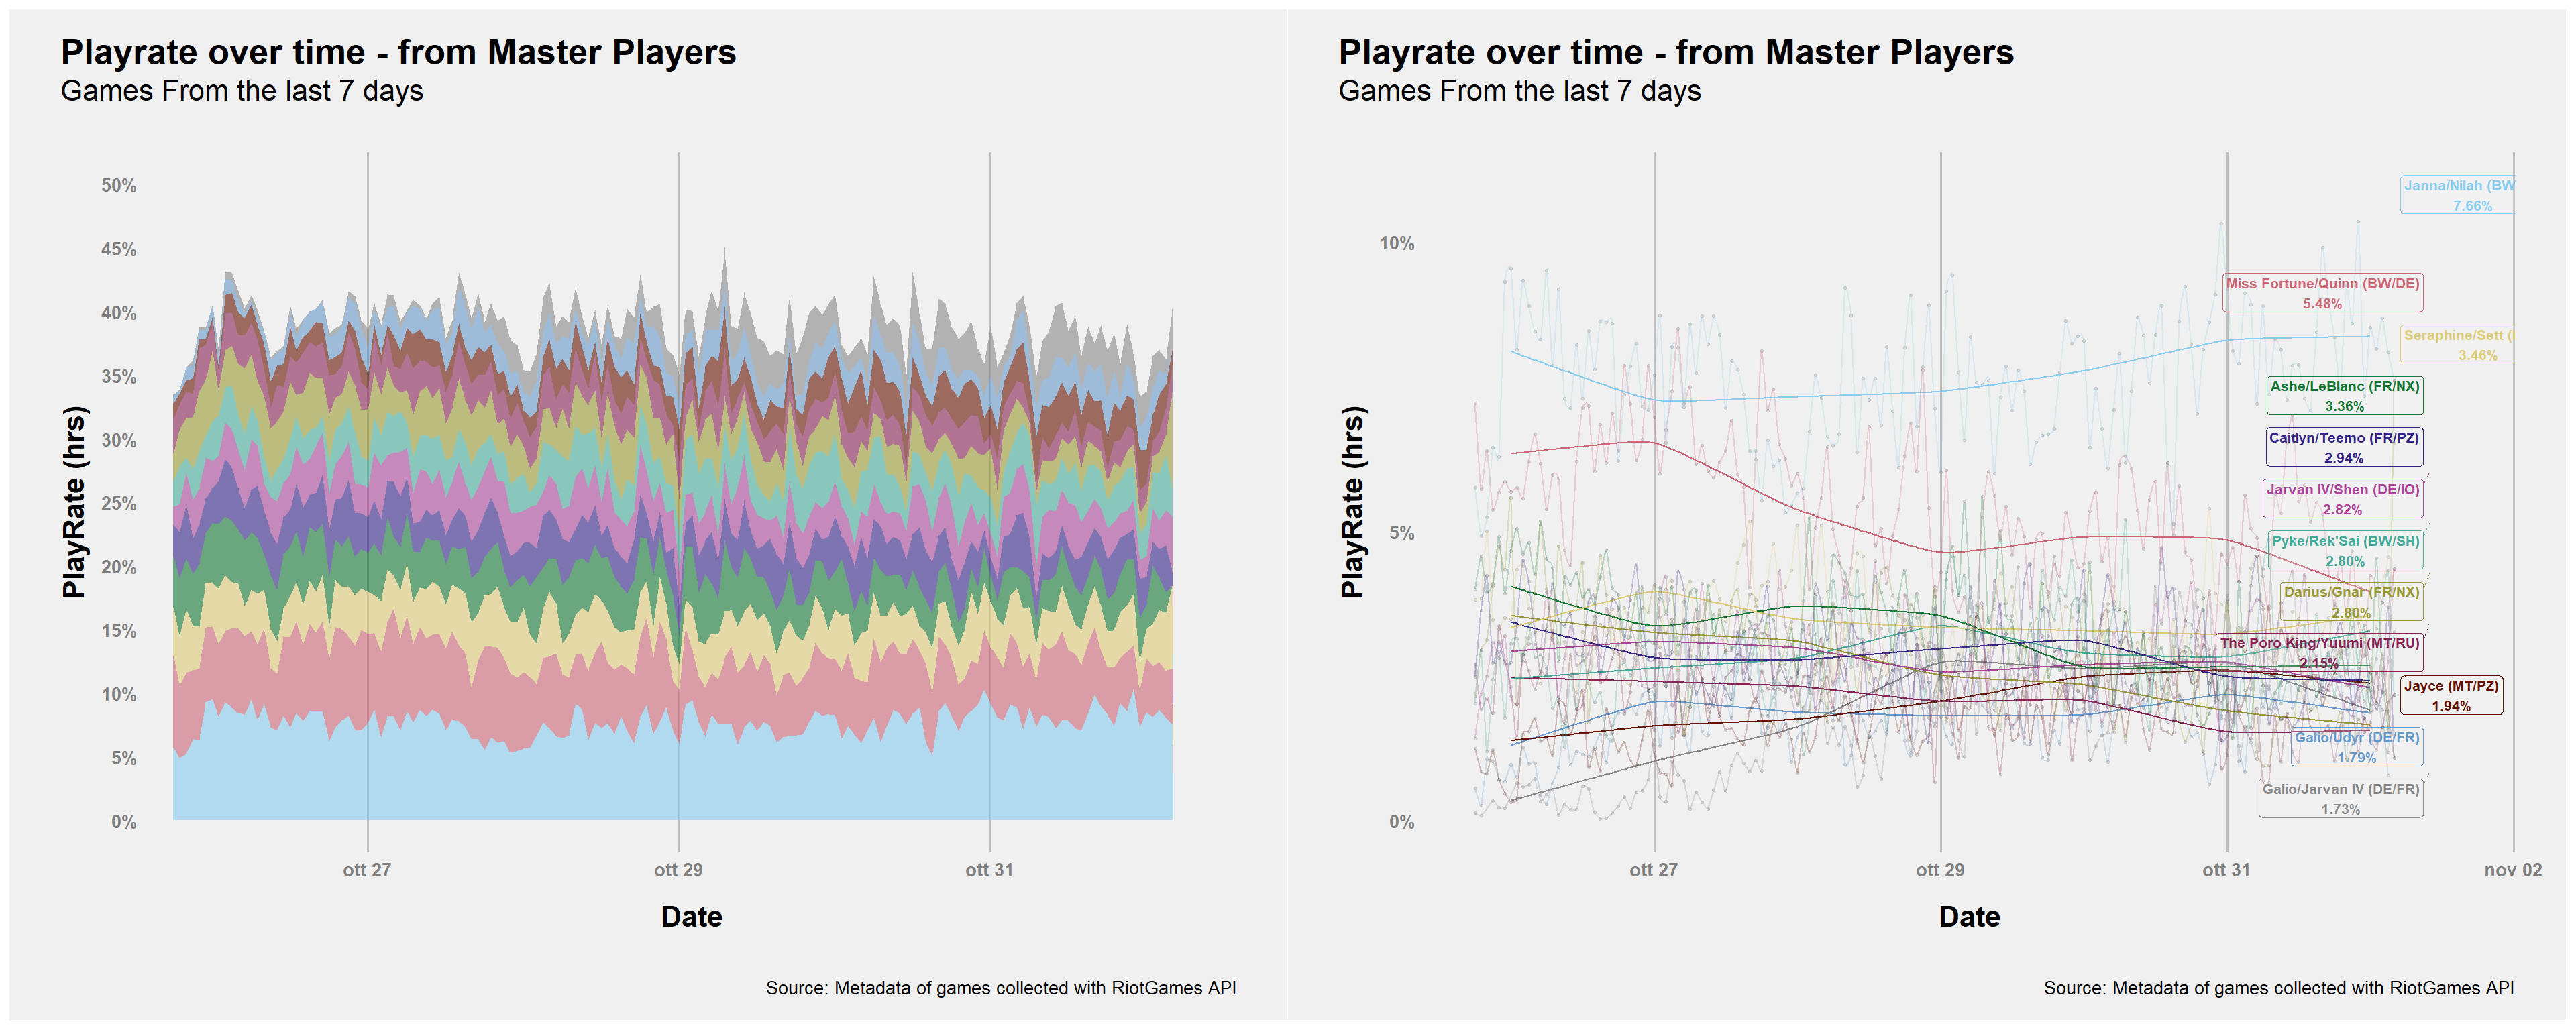 Playrate over time - from Master Players
Games From the last 7 days
PlayRate (hrs)
50%
45%
40%
35%
30%
25%
20%
15%
10%
5%
0%
ott 27
ott 29
ott 31
Date
Source: Metadata of games collected with RiotGames API
Playrate over time - from Master Players
Games From the last 7 days
PlayRate (hrs)
10%
5%
0%
Janna/Nilah (BW
7.66%
Miss Fortune/Quinn (BW/DE)
5.48%
Seraphine/Sett (
3.46%
Ashe/LeBlanc (FR/NX)
3.36%
Caitlyn/Teemo (FR/PZ)
2.94%
Jarvan IV/Shen (DE/IO)
2.82%
Pyke/Rek'Sai (BW/SH)
2.80%
Darius/Gnar (FR/NX)
2.80%
The Poro King/Yuumi (MT/RU)
2.15%
Jayce (MT/PZ)
1.94%
Galio/Udyr (DE/FR)
1.79%
Galio/Jarvan IV (DE/FR)
1.73%
ott 27
ott 29
ott 31
nov 02
Date
Source: Metadata of games collected with RiotGames API